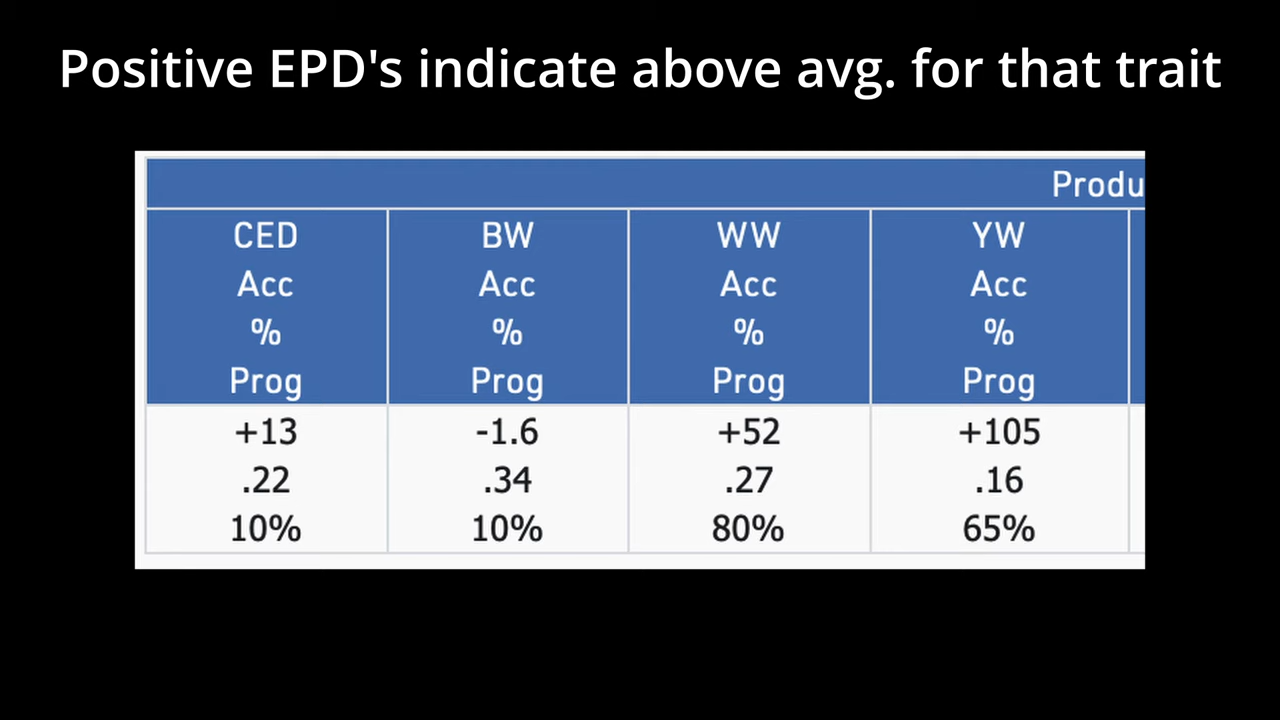 Positive EPD's indicate above avg. for that trait
Produ
CED BW WW YW
Acc Acc Acc Acc
% % % %
Prog Prog Prog Prog
+13 -1.6 +52 +105
.22 .34 .27 .16
10% 10% 80% 65%